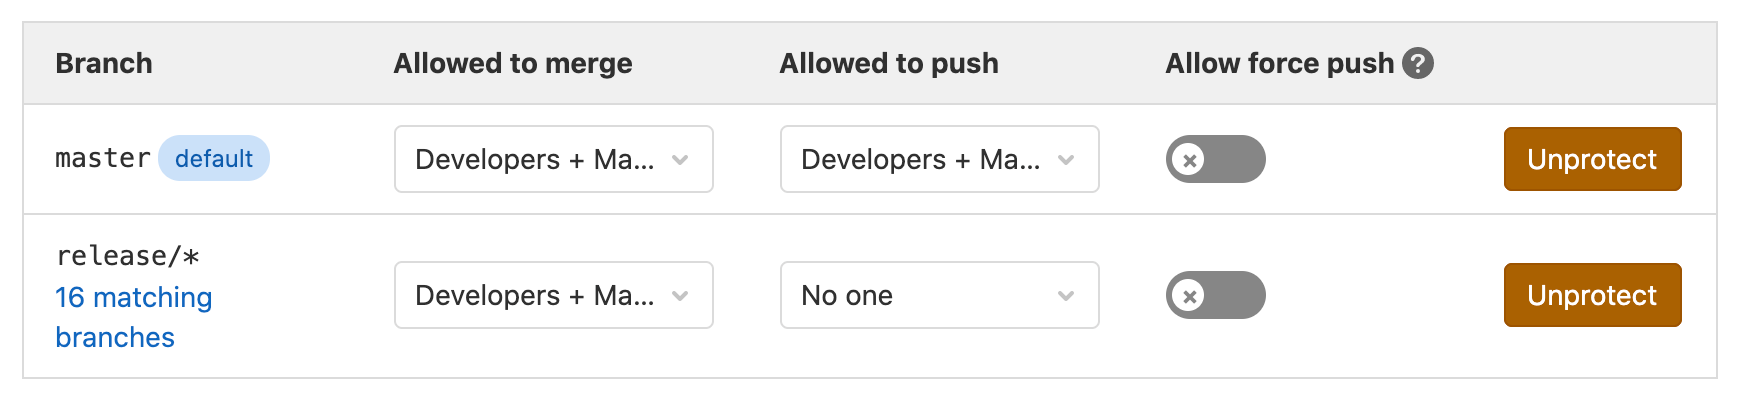 Branch Allowed to merge Allowed to push Allow force push ?
master default Developers + Ma... Developers + Ma... Unprotect
release/*
16 matching
branches
Developers + Ma... No one Unprotect